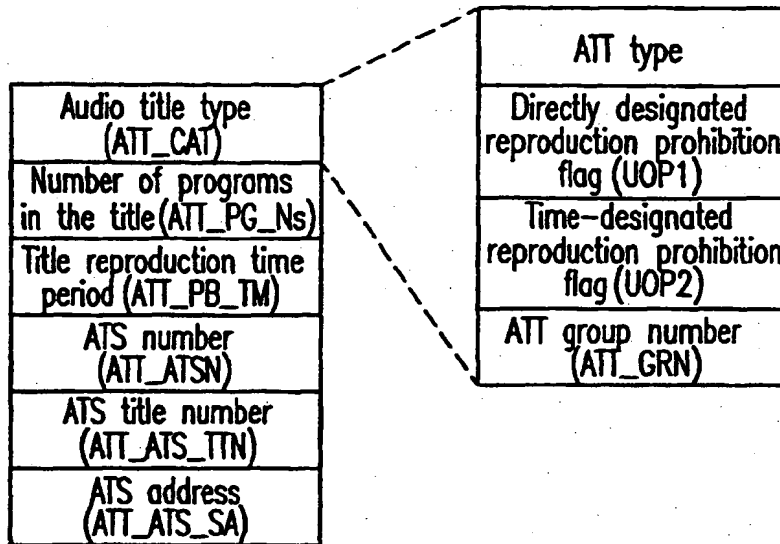 Audio title type
(ATT_CAT)
Number of programs
in the title (ATT_PG_Ns)
Title reproduction time
period (ATT_PB_TM)
ATS number
(ATT_ATSN)
ATS title number
(ATT_ATS_TTN)
ATS address
(ATT_ATS_SA)
ATT type
Directly designated
reproduction prohibition
flag (UOP1)
Time-designated
reproduction prohibition
flag (UOP2)
ATT group number
(ATT_GRN)